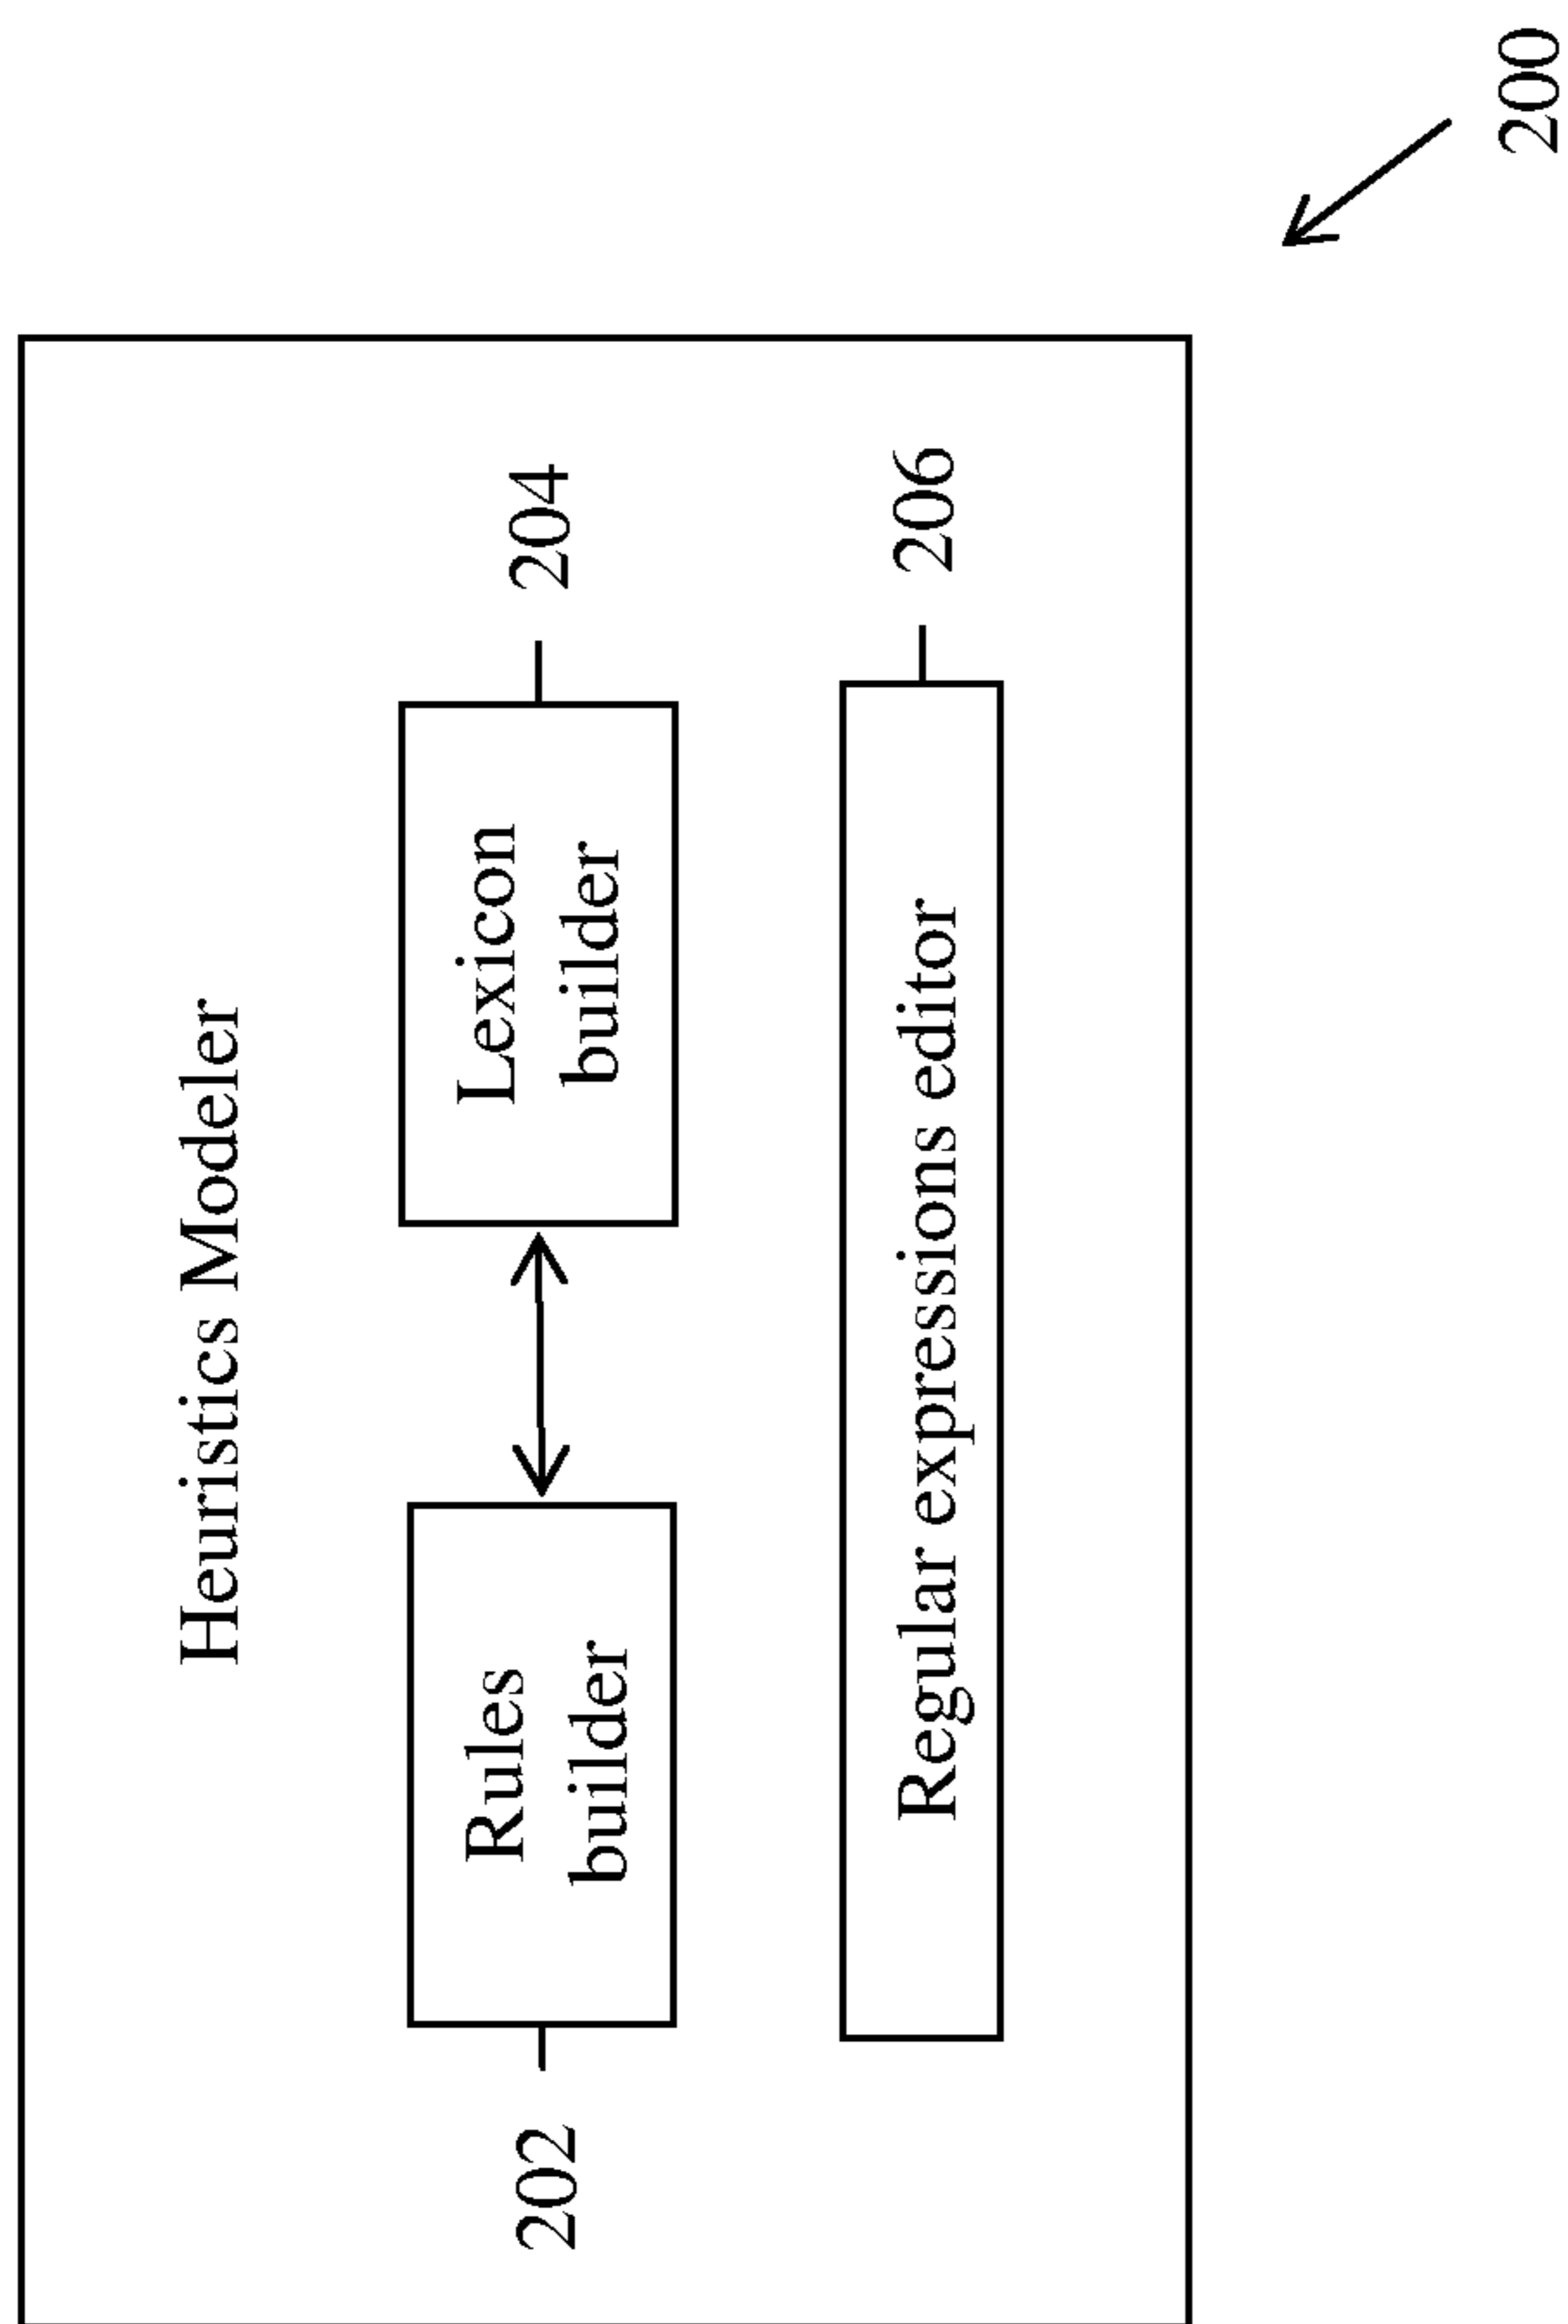 Heuristics Modeler
202
Rules
builder
Lexicon
builder
204
Regular expressions editor
206
200